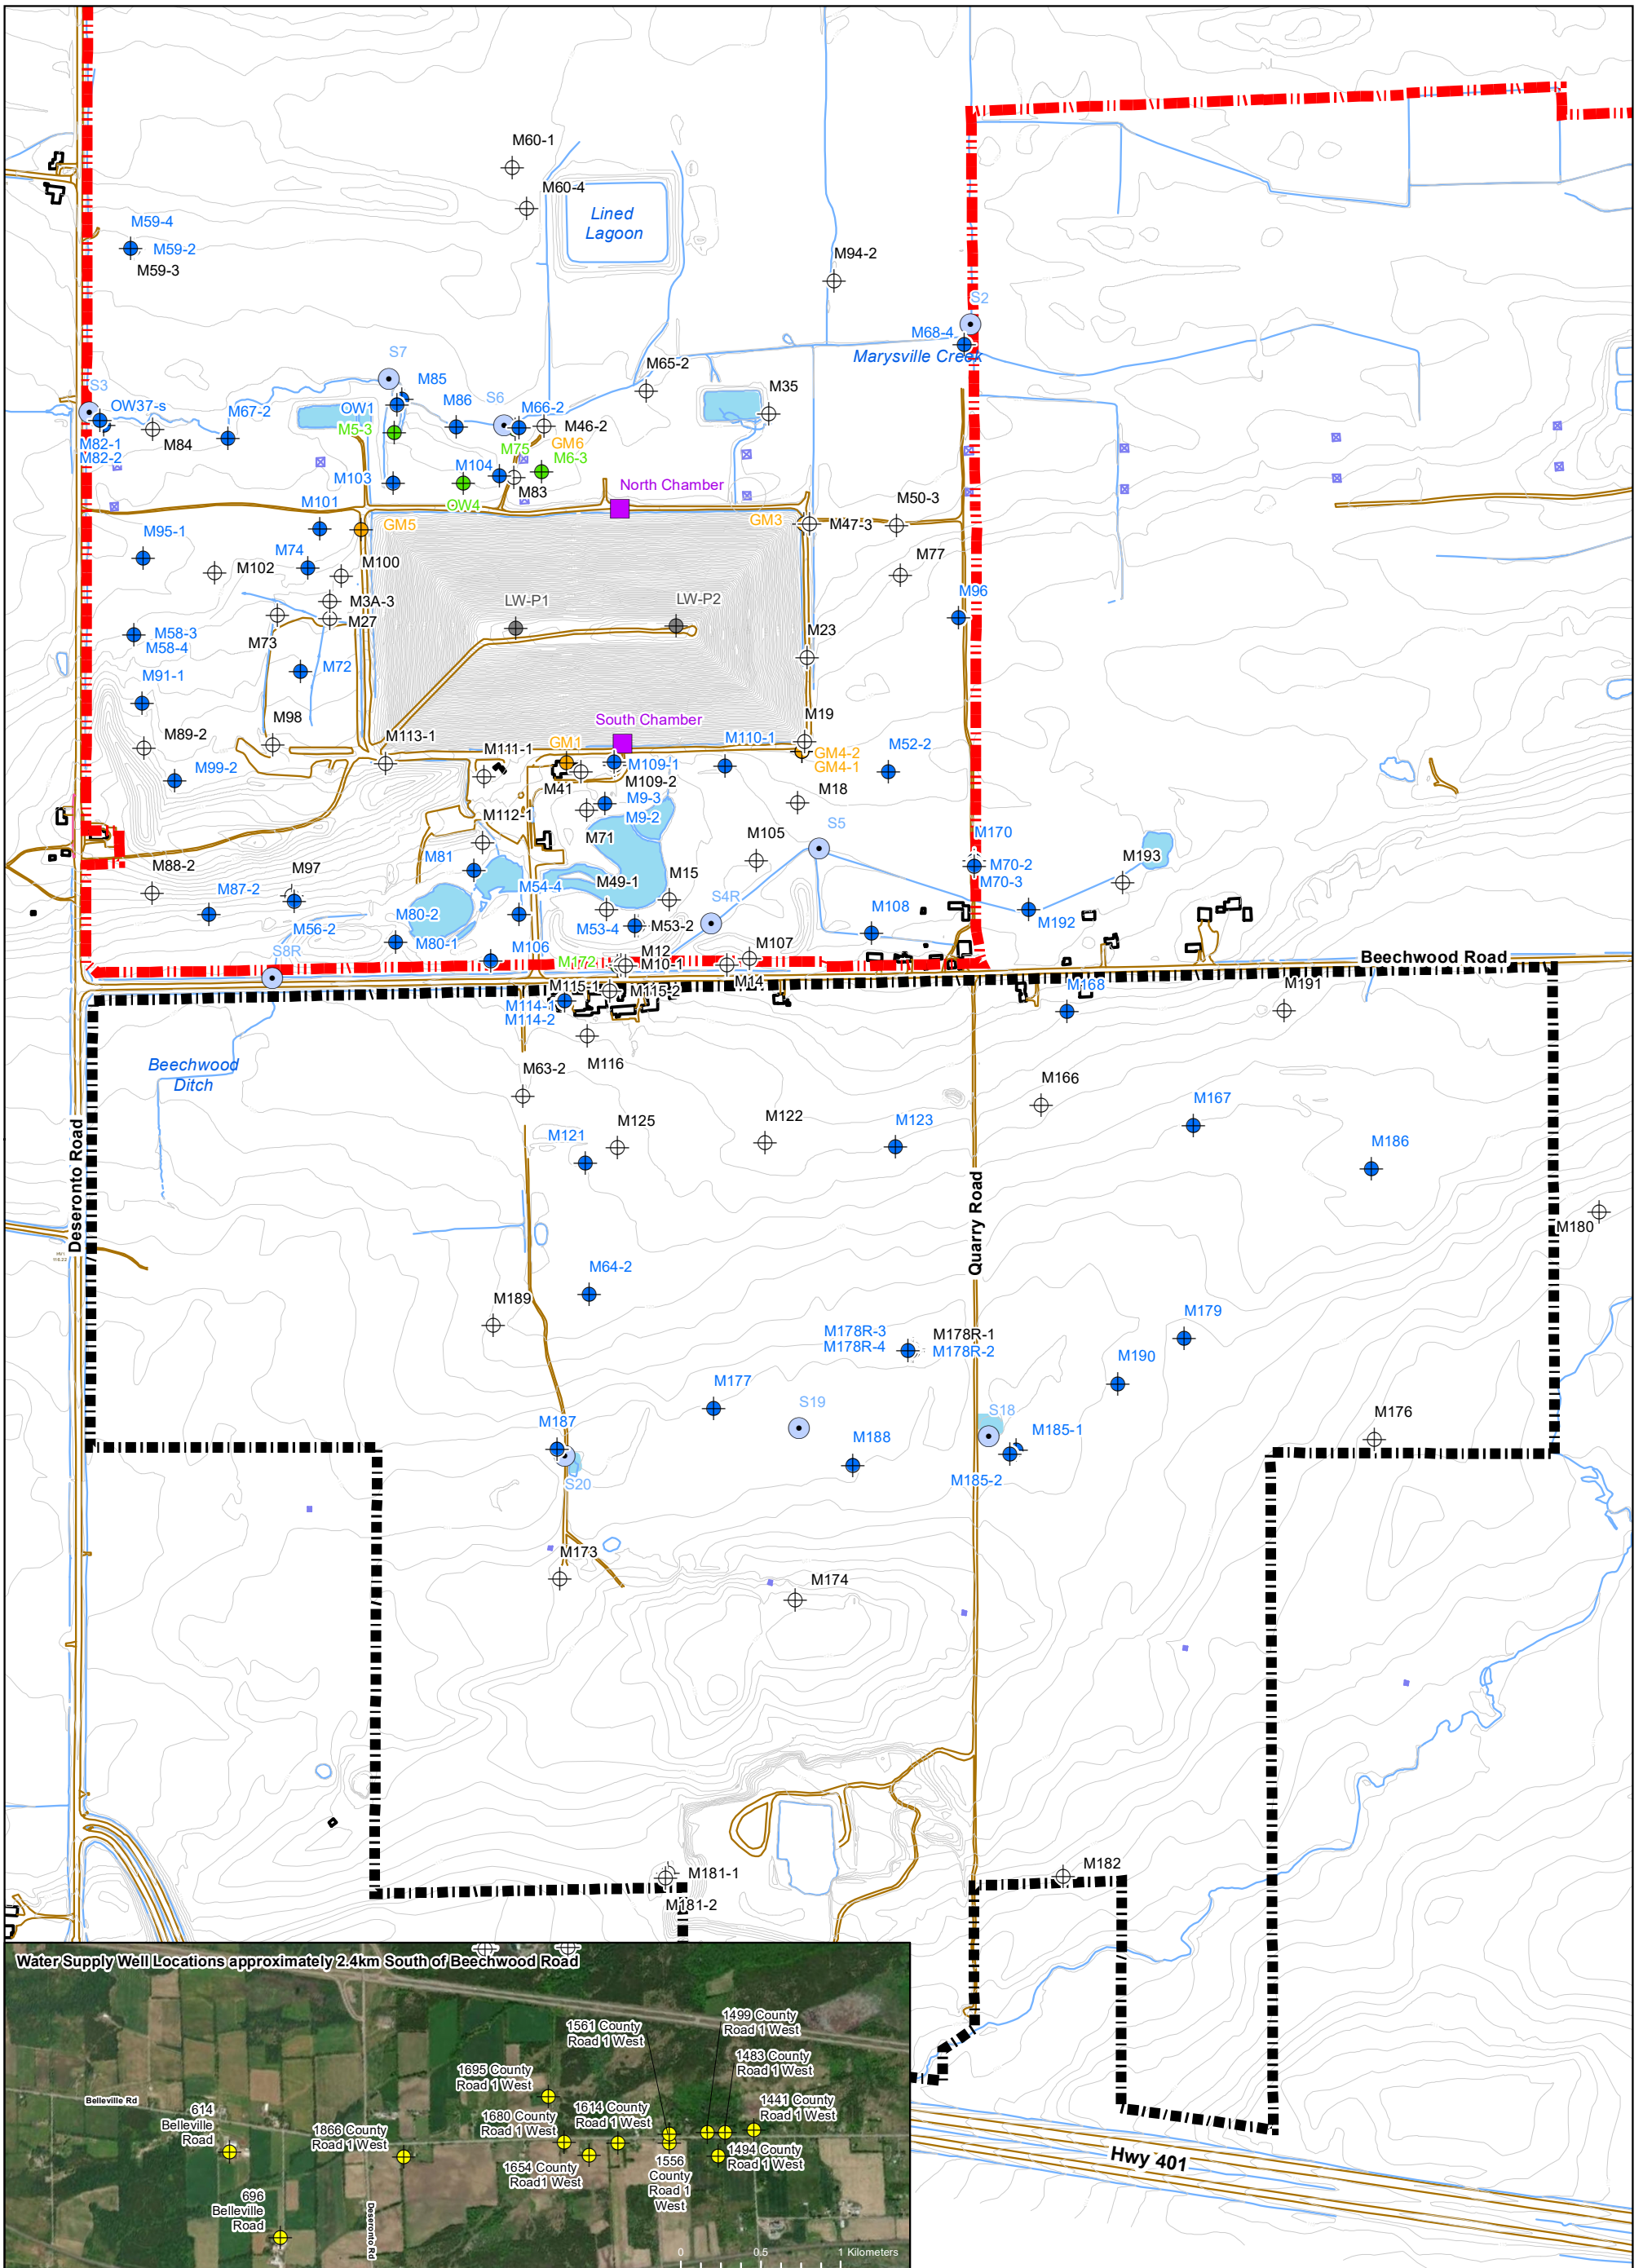 M60-1
M60-4
Lined
Lagoon
M59-4
M59-2
M59-3
M94-2
S2
M68-4
Marysville Creek
M65-2
M35
S7
M85
S3
OW37-s
M67-2
OW1
M86
S6
M66-2
M46-2
M5-3
M82-1
M82-2
M84
GM6
M75
M6-3
M104
M103
M83
OW4
North Chamber
M101
GM5
GM3
M47-3
M50-3
M95-1
M74
M102
M100
M77
M3A-3
M27
LW-P1
LW-P2
M96
M58-3
M58-4
M73
M23
M72
M91-1
M98
M89-2
M113-1
M111-1
GM1
South Chamber
M19
M110-1
GM4-2
GM4-1
M52-2
M99-2
M109-1
M41
M109-2
M9-3
M9-2
M18
M112-1
M71
M105
S5
M170
M70-2
M70-3
M193
M88-2
M97
M81
M87-2
M54-4
M49-1
M15
M56-2
M80-2
M80-1
S4R
M108
M192
M53-4
M53-2
S8R
M106
M172
M12
M10-1
M107
M14
Beechwood Road
M115-1
M115-2
M114-1
M114-2
M168
M191
M116
Beechwood
Ditch
M63-2
M166
M167
M125
M122
M123
M121
M186
M180
Deseronto Road
Quarry Road
M64-2
M189
M178R-3
M178R-4
M178R-1
M178R-2
M179
M190
M177
S19
S18
M176
M187
M188
M185-1
M185-2
S20
M173
M174
M181-1
M181-2
M182
Water Supply Well Locations approximately 2.4km South of Beechwood Road
1561 County
Road 1 West
1499 County
Road 1 West
1695 County
Road 1 West
1483 County
Road 1 West
Belleville Rd
614
Belleville
Road
1866 County
Road 1 West
1680 County
Road 1 West
1614 County
Road 1 West
1441 County
Road 1 West
1654 County
Road1 West
1556
County
Road 1
West
1494 County
Road 1 West
696
Belleville
Road
Deseronto Rd
0 0.5 1 Kilometers
Hwy 401